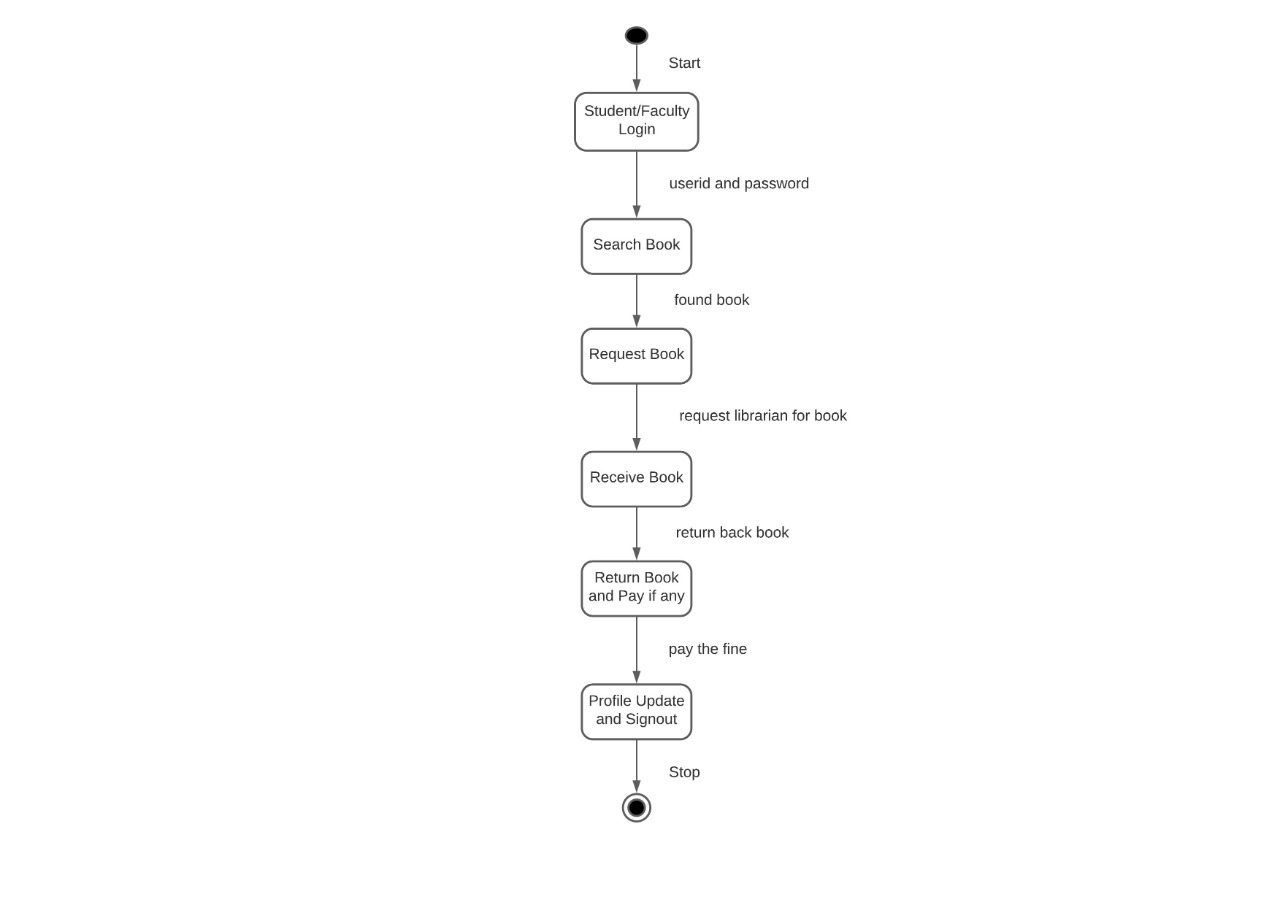 Start
Student/Faculty
Login
userid and password
Search Book
found book
Request Book
request librarian for book
Receive Book
return back book
Return Book
and Pay if any
pay the fine
Profile Update
and Signout
Stop